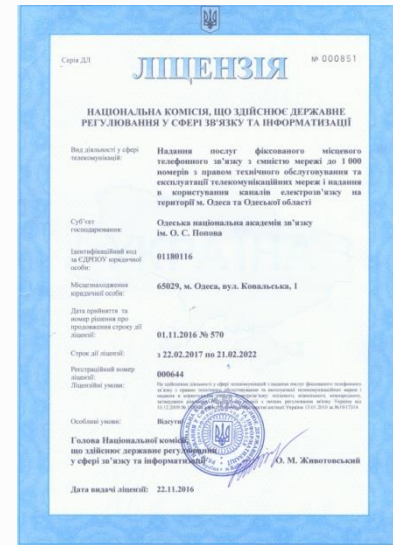 Серія ДЛ
№ 000851
ЛІЦЕНЗІЯ
НАЦІОНАЛЬНА КОМІСІЯ, ЩО ЗДІЙСНЮЄ ДЕРЖАВНЕ
РЕГУЛЮВАННЯ У СФЕРІ ЗВ'ЯЗКУ ТА ІНФОРМАТИЗАЦІЇ
Вид діяльності у сфері
телекомунікацій:
Надання послуг фіксованого місцевого
телефонного зв'язку з ємністю мережі до 1 000
номерів з правом технічного обслуговування та
експлуатації телекомунікаційних мереж і надання
в користування каналів електрозв'язку на
території м. Одеса та Одеської області
Суб'єкт
господарювання:
Одеська національна академія зв'язку
ім. О. С. Попова
Ідентифікаційний код
за ЄДРПОУ юридичної
особи:
01180116
Місцезнаходження
юридичної особи:
65029, м. Одеса, вул. Ковальська, 1
Дата прийняття та
номер рішення про
продовження строку дії
ліцензії:
01.11.2016 № 570
Строк дії ліцензії:
з 22.02.2017 по 21.02.2022
Реєстраційний номер
ліцензії:
000644
Ліцензійні умови:
Особливі умови:
Відсутні
Голова Національної комісії,
що здійснює державне регулювання
у сфері зв'язку та інформатизації
О. М. Животовський
Дата видачі ліцензії: 22.11.2016